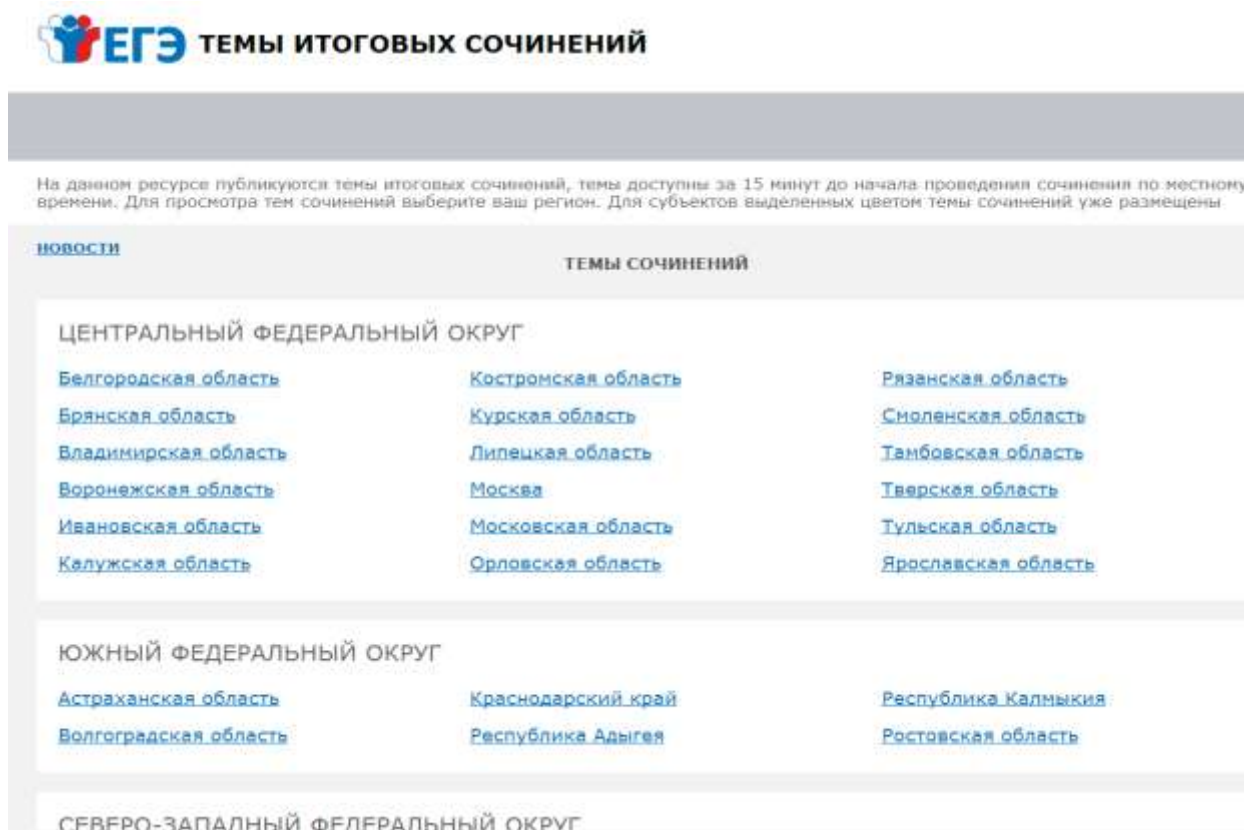 ЕГЭ ТЕМЫ ИТОГОВЫХ СОЧИНЕНИЙ
На данном ресурсе публикуются темы итоговых сочинений, темы доступны за 15 минут до начала проведения сочинения по местному
времени. Для просмотра тем сочинений выберите ваш регион. Для субъектов выделенных цветом темы сочинений уже размещены
НОВОСТИ
ТЕМЫ СОЧИНЕНИЙ
ЦЕНТРАЛЬНЫЙ ФЕДЕРАЛЬНЫЙ ОКРУГ
Белгородская область Костромская область Рязанская область
Брянская область Курская область Смоленская область
Владимирская область Липецкая область Тамбовская область
Воронежская область Москва Тверская область
Ивановская область Московская область Тульская область
Калужская область Орловская область Ярославская область
ЮЖНЫЙ ФЕДЕРАЛЬНЫЙ ОКРУГ
Астраханская область Краснодарский край Республика Калмыкия
Волгоградская область Республика Адыгея Ростовская область
СЕВЕРО-ЗАПАДНЫЙ ФЕДЕРАЛЬНЫЙ ОКРУГ